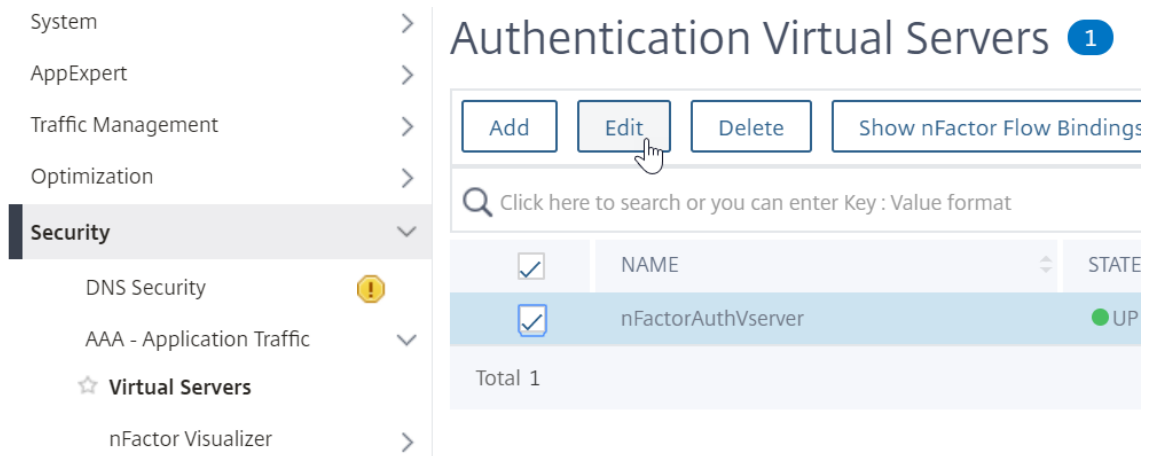 System
AppExpert
Traffic Management
Optimization
Security
DNS Security
AAA - Application Traffic
Virtual Servers
nFactor Visualizer
Authentication Virtual Servers 1
Add Edit Delete Show nFactor Flow Bindings
Click here to search or you can enter Key : Value format
NAME STATE
nFactorAuthVserver UP
Total 1